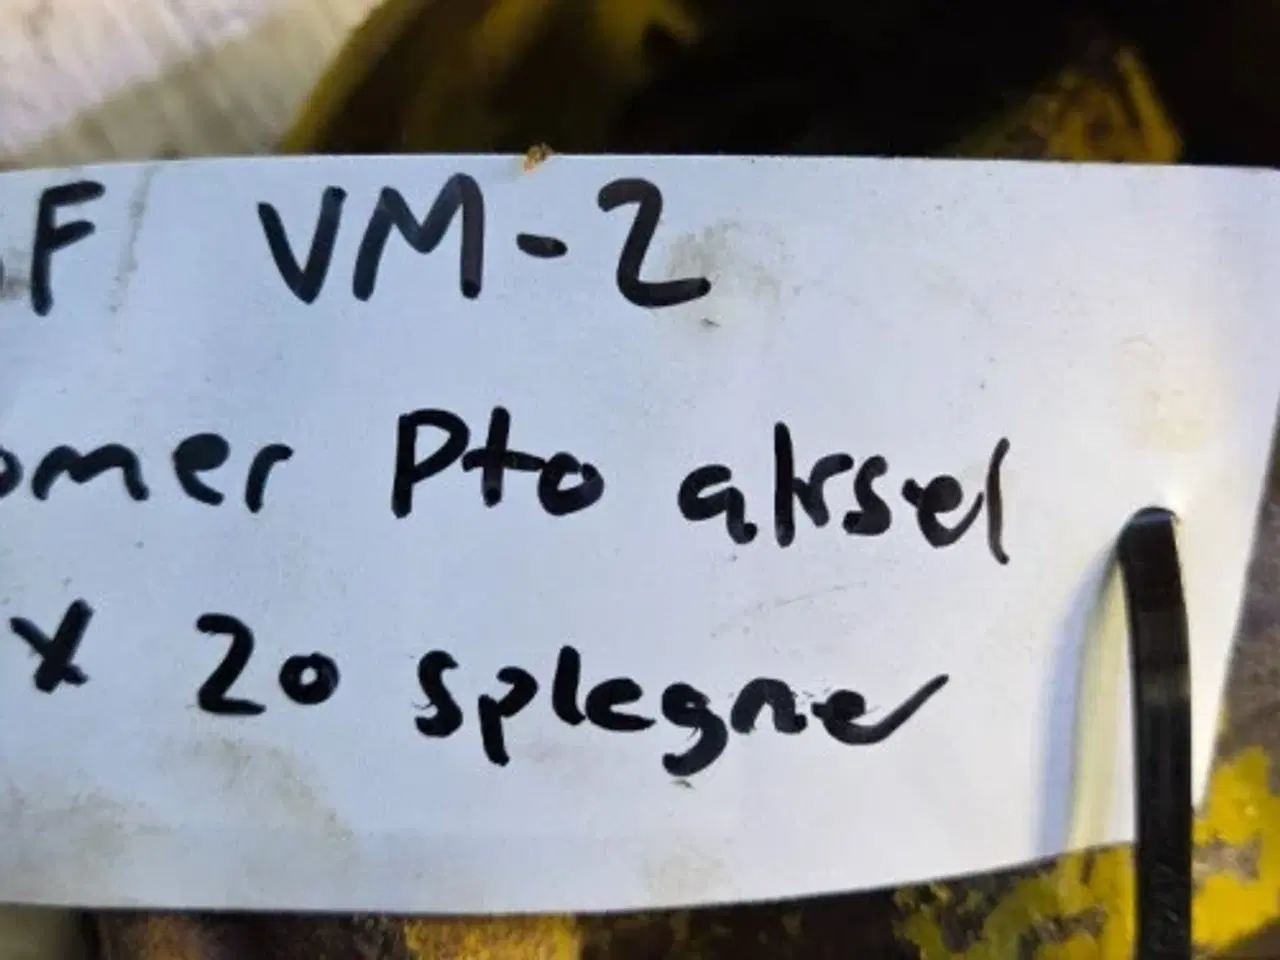 F VM-2
omer Pto aksel
x 20 splegne